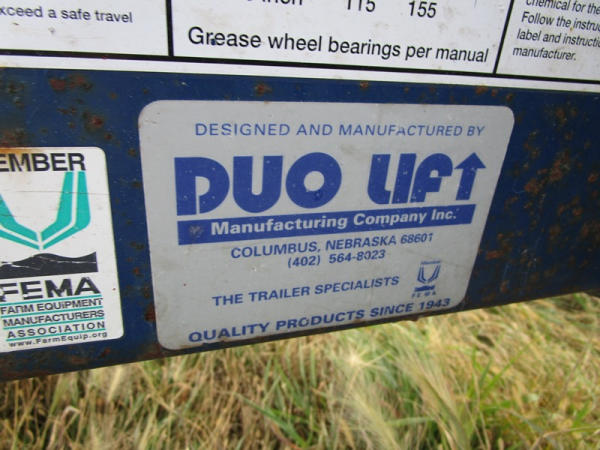 xceed a safe travel
115 155
Grease wheel bearings per manual
chemical for the
Follow the instruc
label and instructio
manufacturer.
EMBER
FEMA
FARM EQUIPMENT
MANUFACTURERS
ASSOCIATION
www.FarmEquip.org
DESIGNED AND MANUFACTURED BY
DUO LIFT
Manufacturing Company Inc.
COLUMBUS, NEBRASKA 68601
(402) 564-8023
THE TRAILER SPECIALISTS
FEMA
QUALITY PRODUCTS SINCE 1943